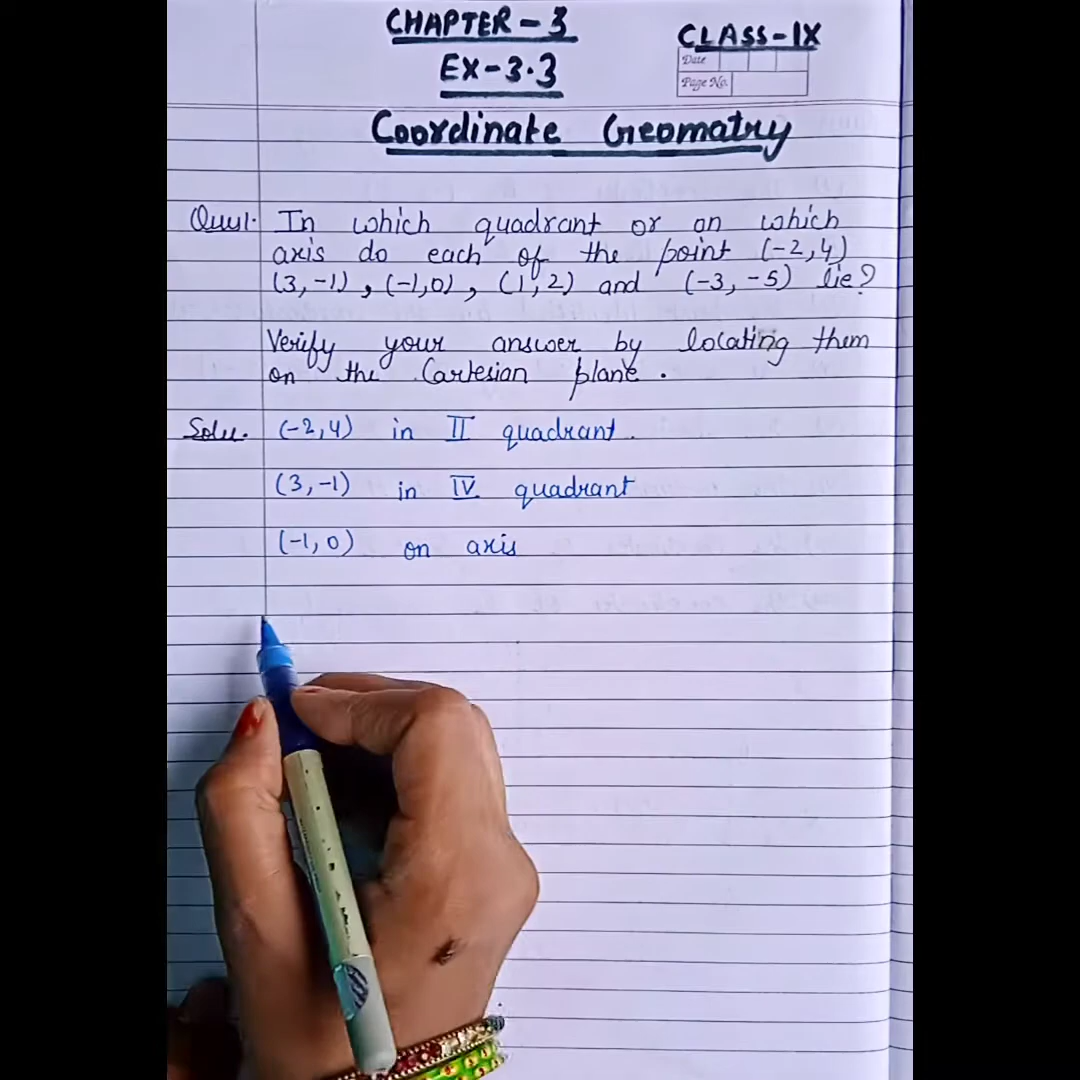 CHAPTER - 3
CLASS-IX
EX-3.3
Date
Page No.
Coordinate Geomatry
Qus1. In which quadrant or on which
axis do each of the point (-2,4)
(3,-1), (-1,0), (1,2) and (-3,-5) lie?
Verify your answer by locating them
on the Cartesian plane.
Solu. (-2,4) in II quadrant.
(3,-1) in IV quadrant
(-1,0) on axis